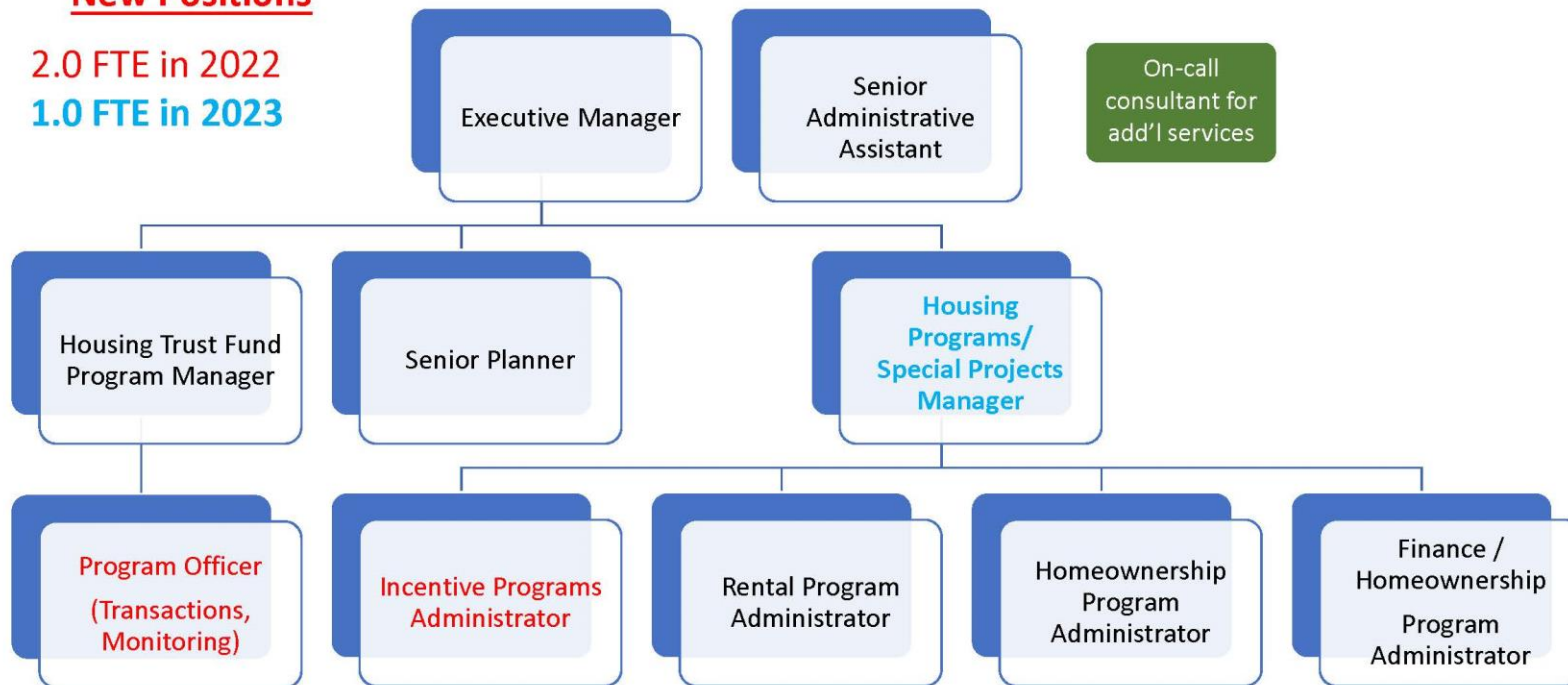 New Positions
2.0 FTE in 2022
1.0 FTE in 2023
Executive Manager
Senior
Administrative
Assistant
On-call
consultant for
add'l services
Housing Trust Fund
Program Manager
Senior Planner
Housing
Programs/
Special Projects
Manager
Program Officer
(Transactions,
Monitoring)
Incentive Programs
Administrator
Rental Program
Administrator
Homeownership
Program
Administrator
Finance /
Homeownership
Program
Administrator